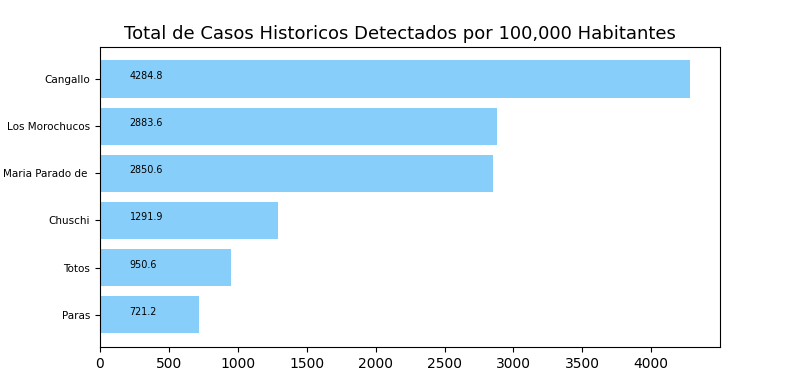 Total de Casos Historicos Detectados por 100,000 Habitantes
Cangallo 4284.8
Los Morochucos 2883.6
Maria Parado de 2850.6
Chuschi 1291.9
Totos 950.6
Paras 721.2
0 500 1000 1500 2000 2500 3000 3500 4000